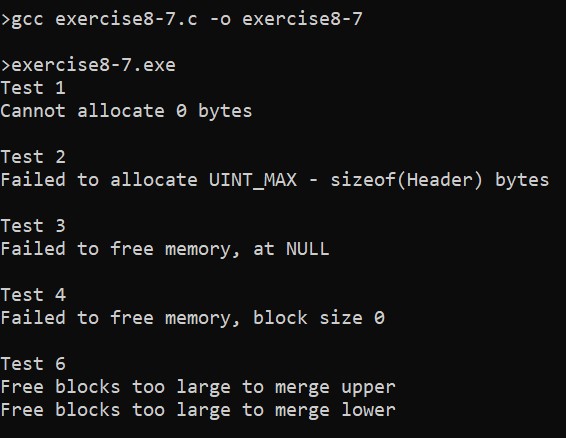 >gcc exercise8-7.c -o exercise8-7
>exercise8-7.exe
Test 1
Cannot allocate 0 bytes
Test 2
Failed to allocate UINT_MAX - sizeof(Header) bytes
Test 3
Failed to free memory, at NULL
Test 4
Failed to free memory, block size 0
Test 6
Free blocks too large to merge upper
Free blocks too large to merge lower